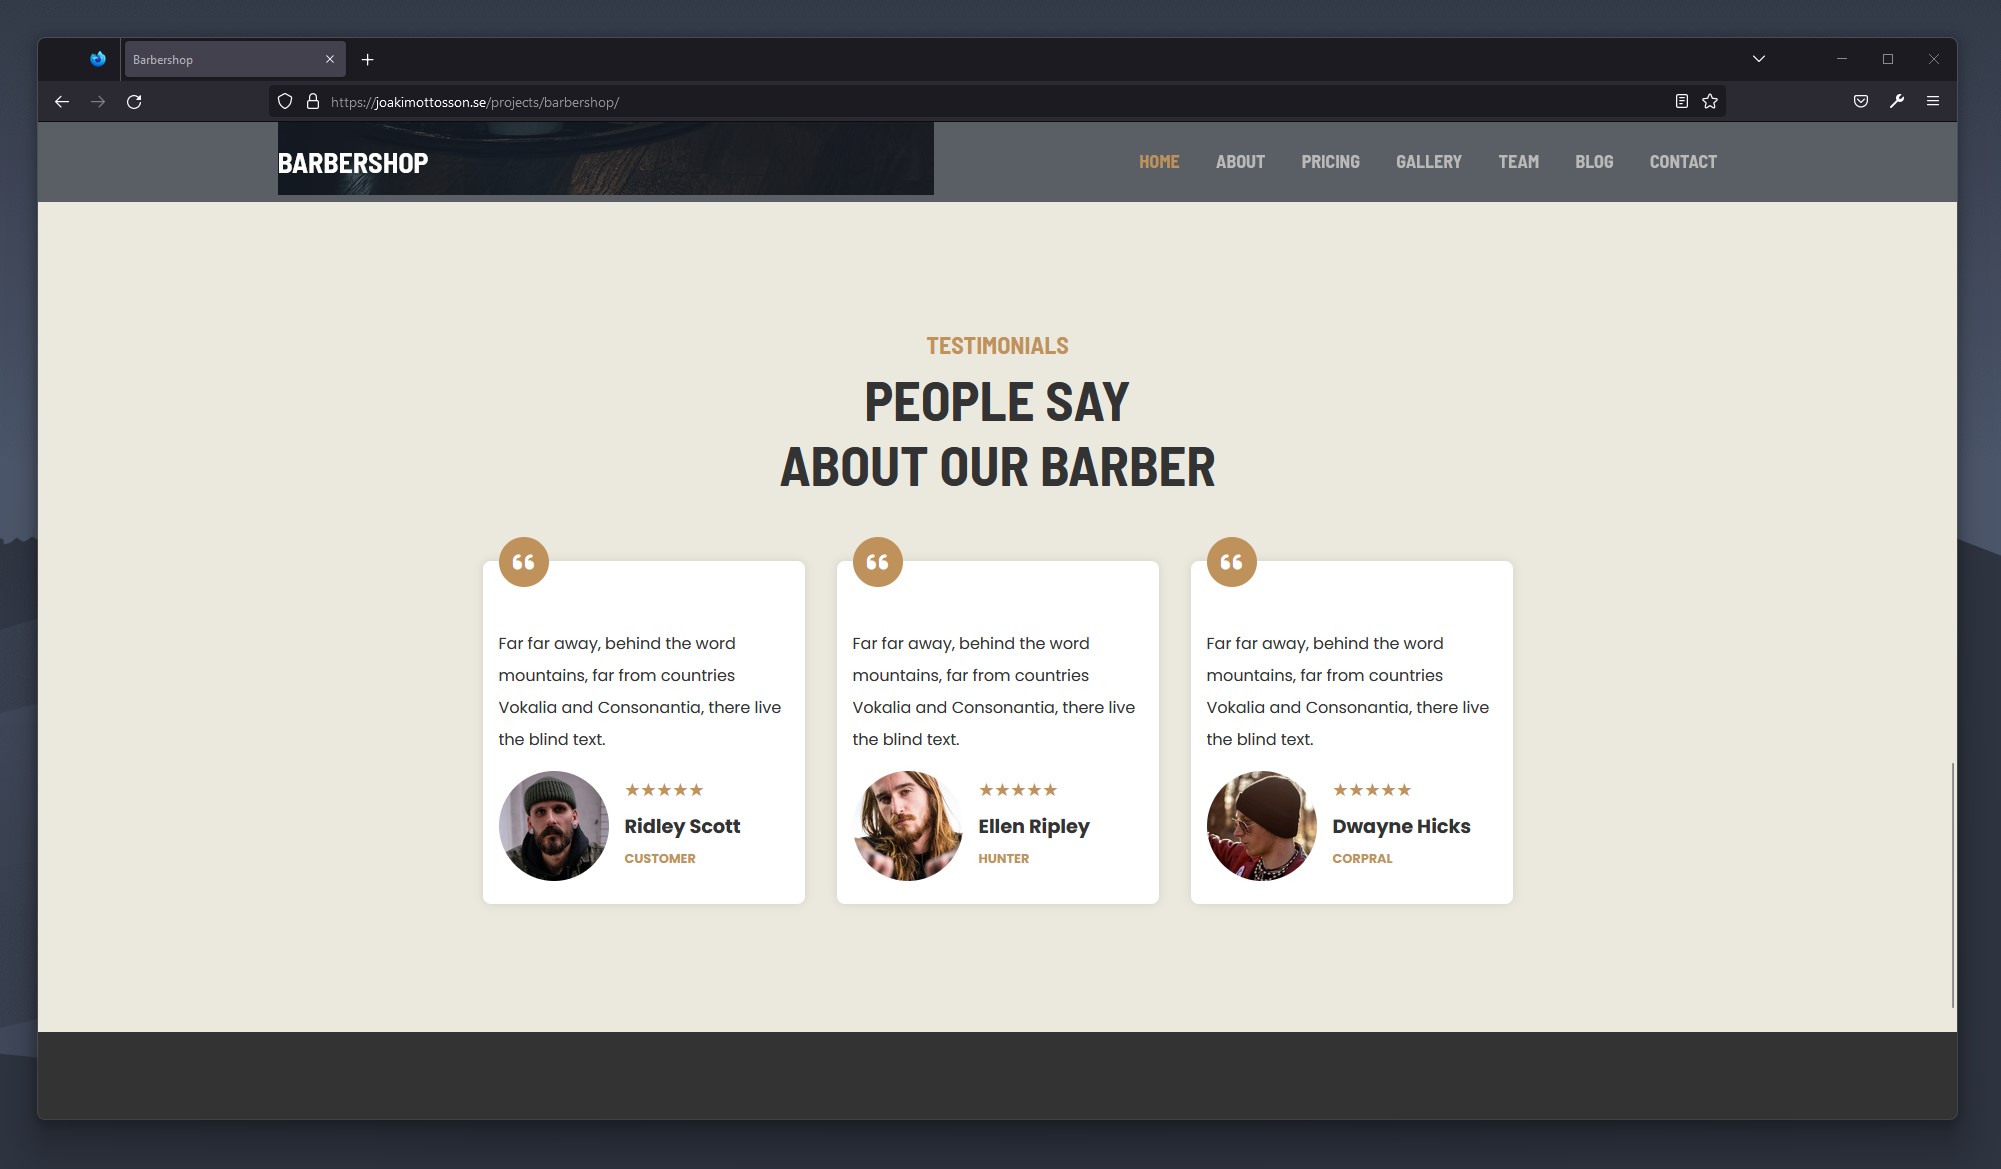 Barbershop
https://joakimottosson.se/projects/barbershop/
BARBERSHOP
HOME ABOUT PRICING GALLERY TEAM BLOG CONTACT
TESTIMONIALS
PEOPLE SAY
ABOUT OUR BARBER
Far far away, behind the word
mountains, far from countries
Vokalia and Consonantia, there live
the blind text.
★★★★★
Ridley Scott
CUSTOMER
Far far away, behind the word
mountains, far from countries
Vokalia and Consonantia, there live
the blind text.
★★★★★
Ellen Ripley
HUNTER
Far far away, behind the word
mountains, far from countries
Vokalia and Consonantia, there live
the blind text.
★★★★★
Dwayne Hicks
CORPRAL